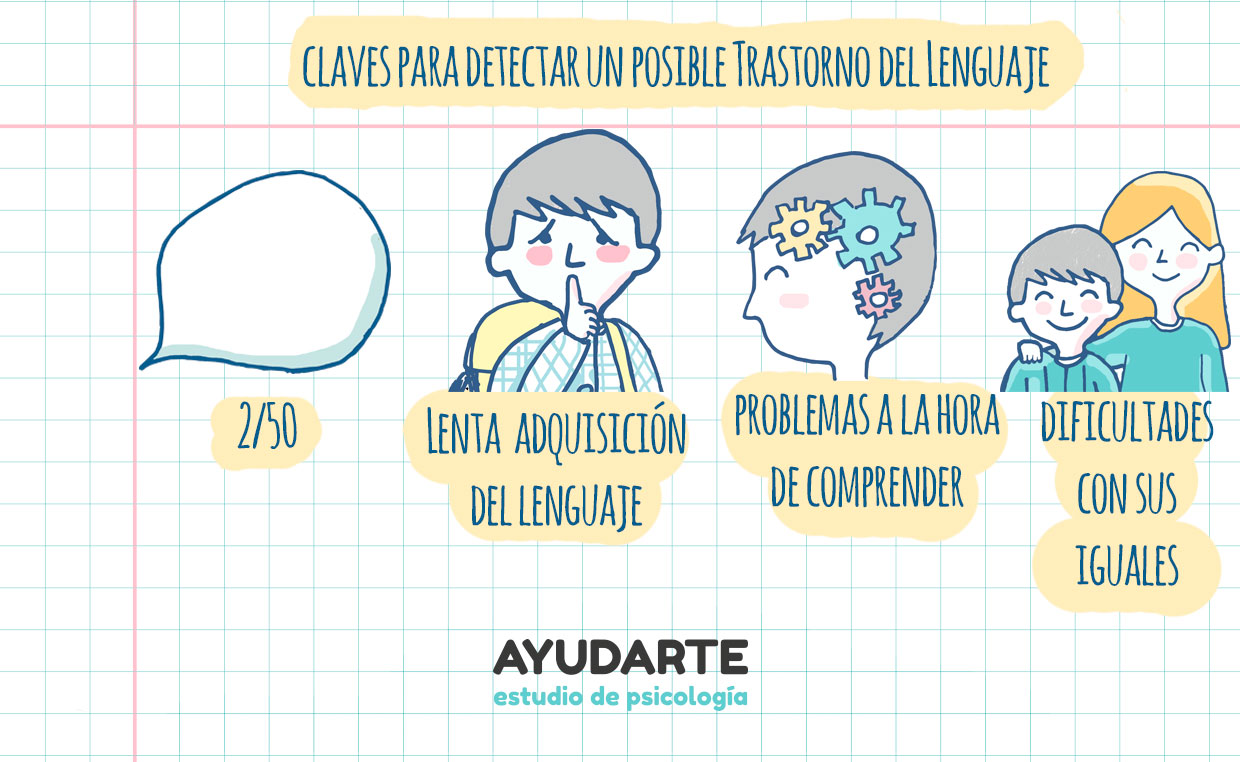 CLAVES PARA DETECTAR UN POSIBLE TRASTORNO DEL LENGUAJE
2/50
LENTA ADQUISICIÓN
DEL LENGUAJE
PROBLEMAS A LA HORA
DE COMPRENDER
DIFICULTADES
CON SUS
IGUALES
AYUDARTE
estudio de psicología